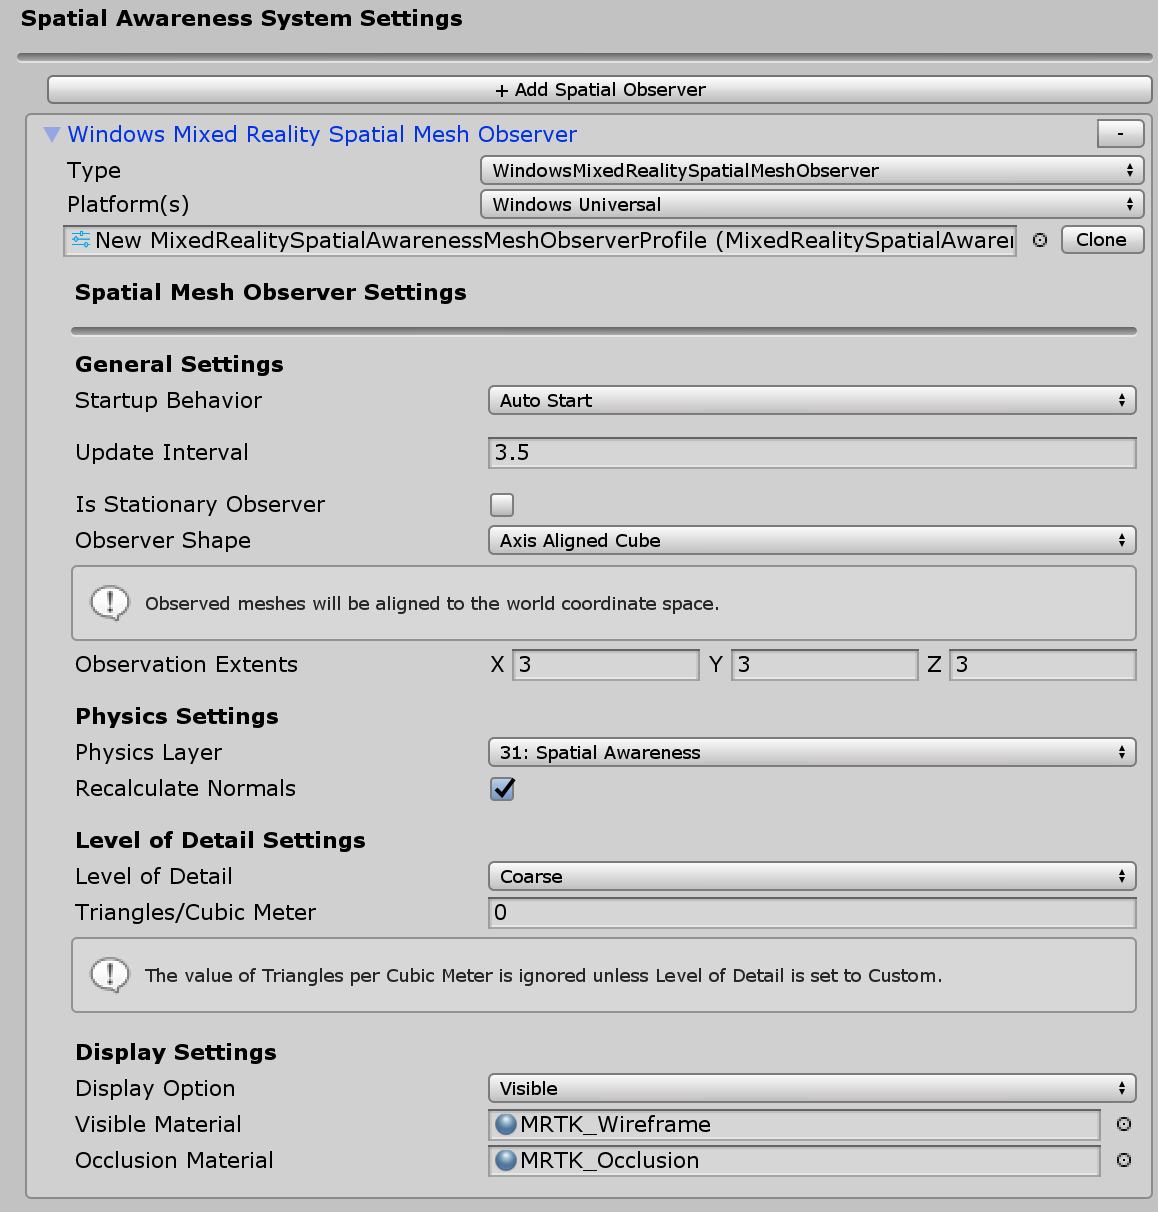 Spatial Awareness System Settings
+ Add Spatial Observer
Windows Mixed Reality Spatial Mesh Observer -
Type WindowsMixedRealitySpatialMeshObserver
Platform(s) Windows Universal
New MixedRealitySpatialAwarenessMeshObserverProfile (MixedRealitySpatialAwaren Clone
Spatial Mesh Observer Settings
General Settings
Startup Behavior Auto Start
Update Interval 3.5
Is Stationary Observer
Observer Shape Axis Aligned Cube
Observed meshes will be aligned to the world coordinate space.
Observation Extents X 3 Y 3 Z 3
Physics Settings
Physics Layer 31: Spatial Awareness
Recalculate Normals
Level of Detail Settings
Level of Detail Coarse
Triangles/Cubic Meter 0
The value of Triangles per Cubic Meter is ignored unless Level of Detail is set to Custom.
Display Settings
Display Option Visible
Visible Material MRTK_Wireframe
Occlusion Material MRTK_Occlusion